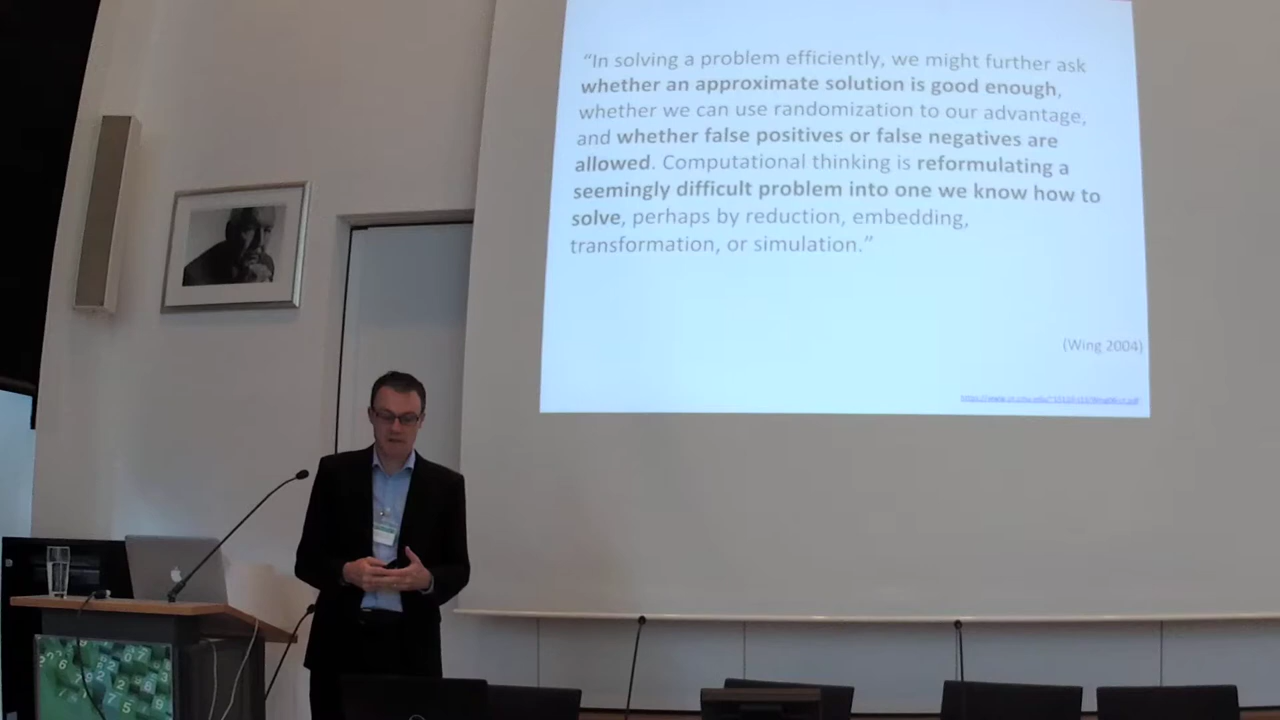 “In solving a problem efficiently, we might further ask
whether an approximate solution is good enough,
whether we can use randomization to our advantage,
and whether false positives or false negatives are
allowed. Computational thinking is reformulating a
seemingly difficult problem into one we know how to
solve, perhaps by reduction, embedding,
transformation, or simulation.”
(Wing 2004)